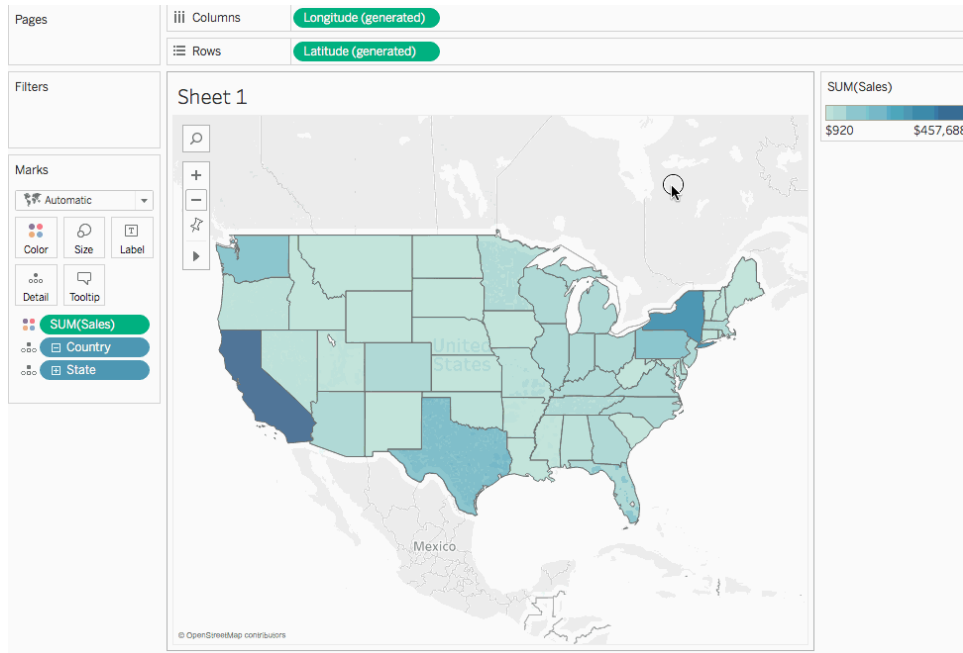 Pages
Columns
Longitude (generated)
Rows
Latitude (generated)
Filters
Marks
Automatic
Color
Size
T
Label
Detail
Tooltip
SUM(Sales)
Country
State
Sheet 1
United
States
Mexico
© OpenStreetMap contributors
SUM(Sales)
$920
$457,688